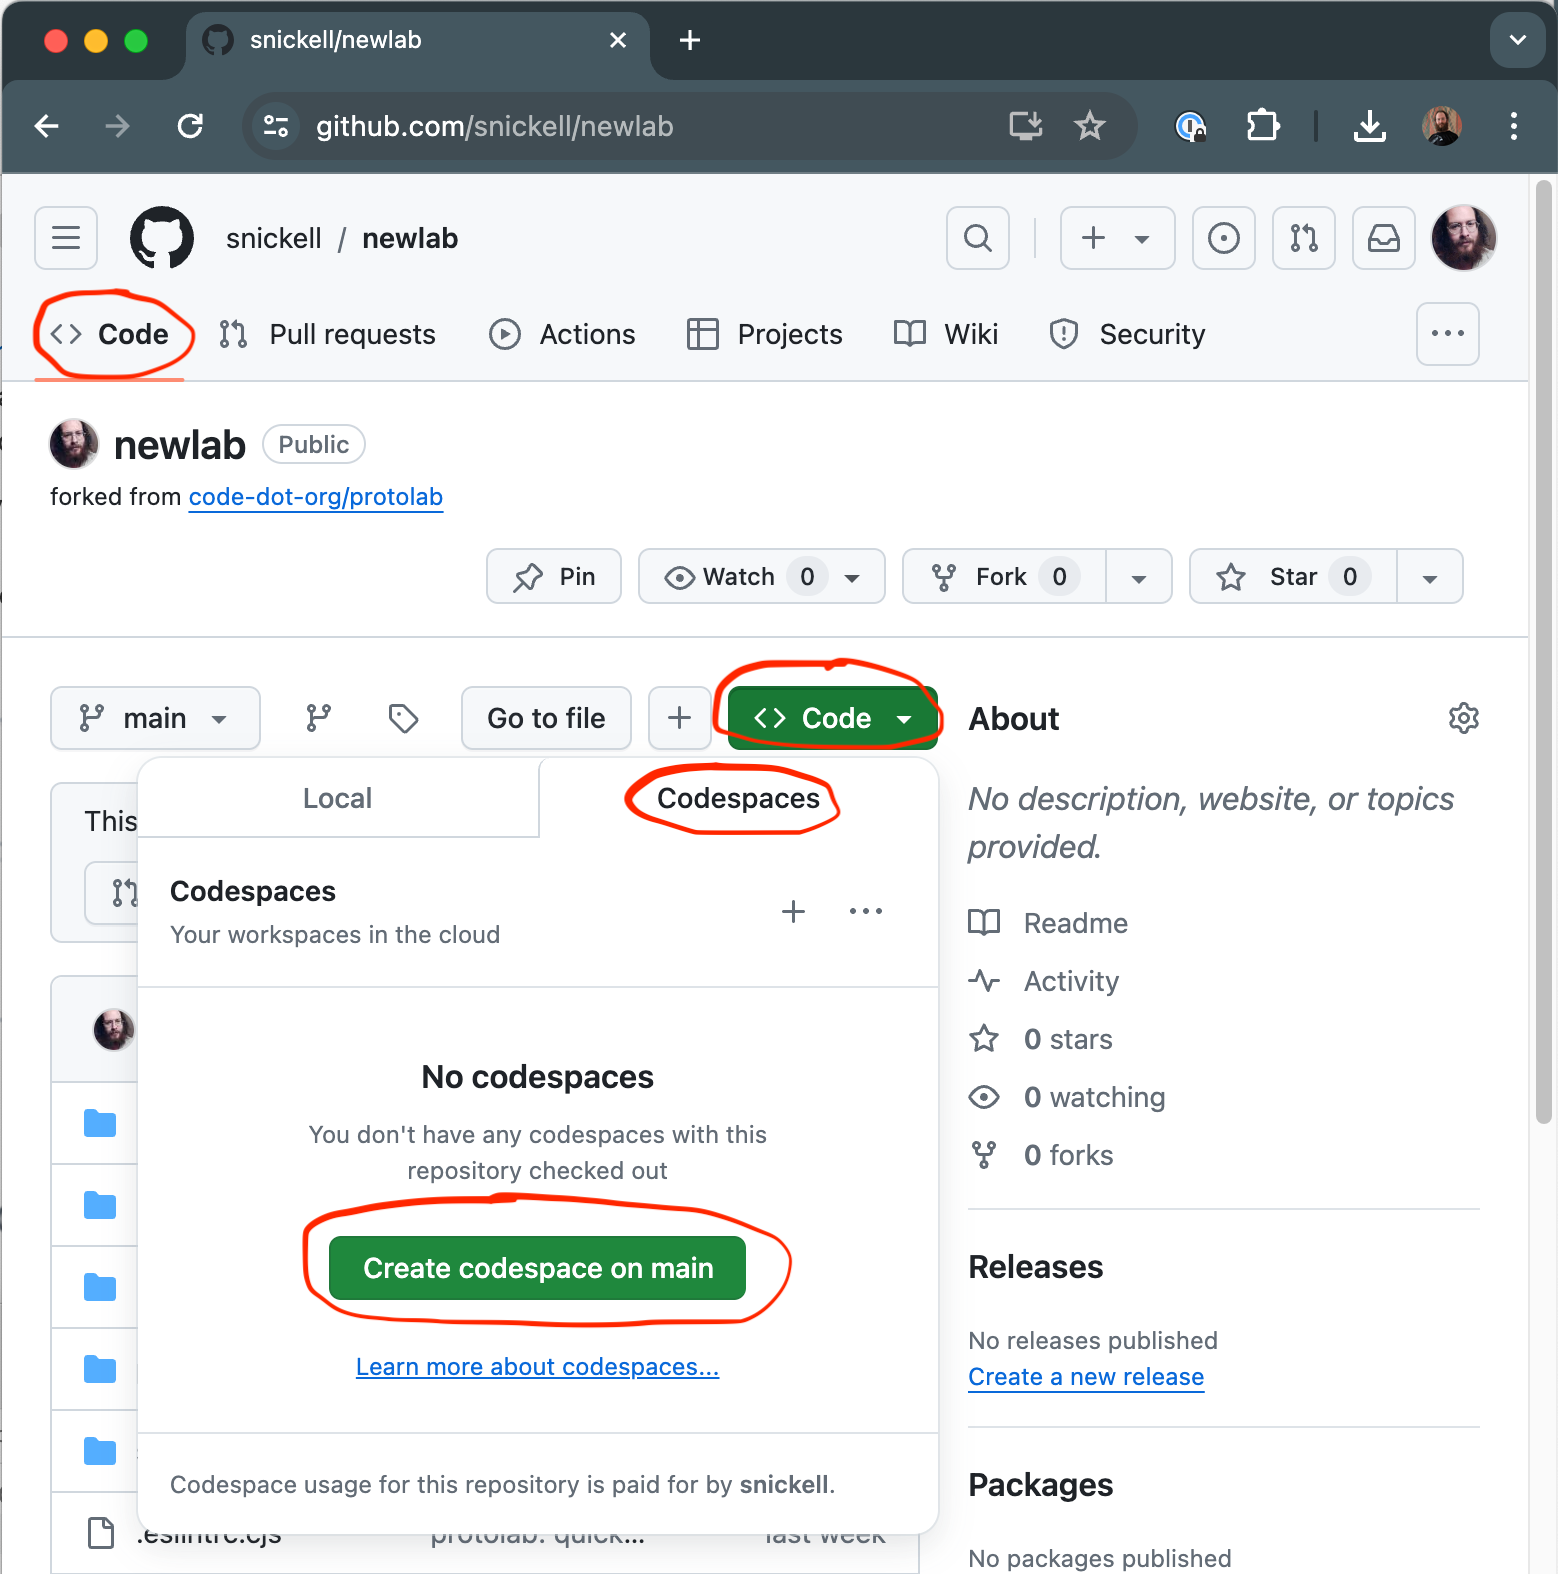 snickell/newlab
github.com/snickell/newlab
snickell / newlab
Code Pull requests Actions Projects Wiki Security
newlab Public
forked from code-dot-org/protolab
Pin Watch 0 Fork 0 Star 0
main Go to file Code
About
Local Codespaces
No description, website, or topics
provided.
This
Codespaces
Your workspaces in the cloud
Readme
Activity
0 stars
0 watching
0 forks
No codespaces
You don't have any codespaces with this
repository checked out
Create codespace on main
Learn more about codespaces...
Releases
No releases published
Create a new release
Codespace usage for this repository is paid for by snickell.
Packages
.eslintrc.cjs protolab: quick... last week
No packages published